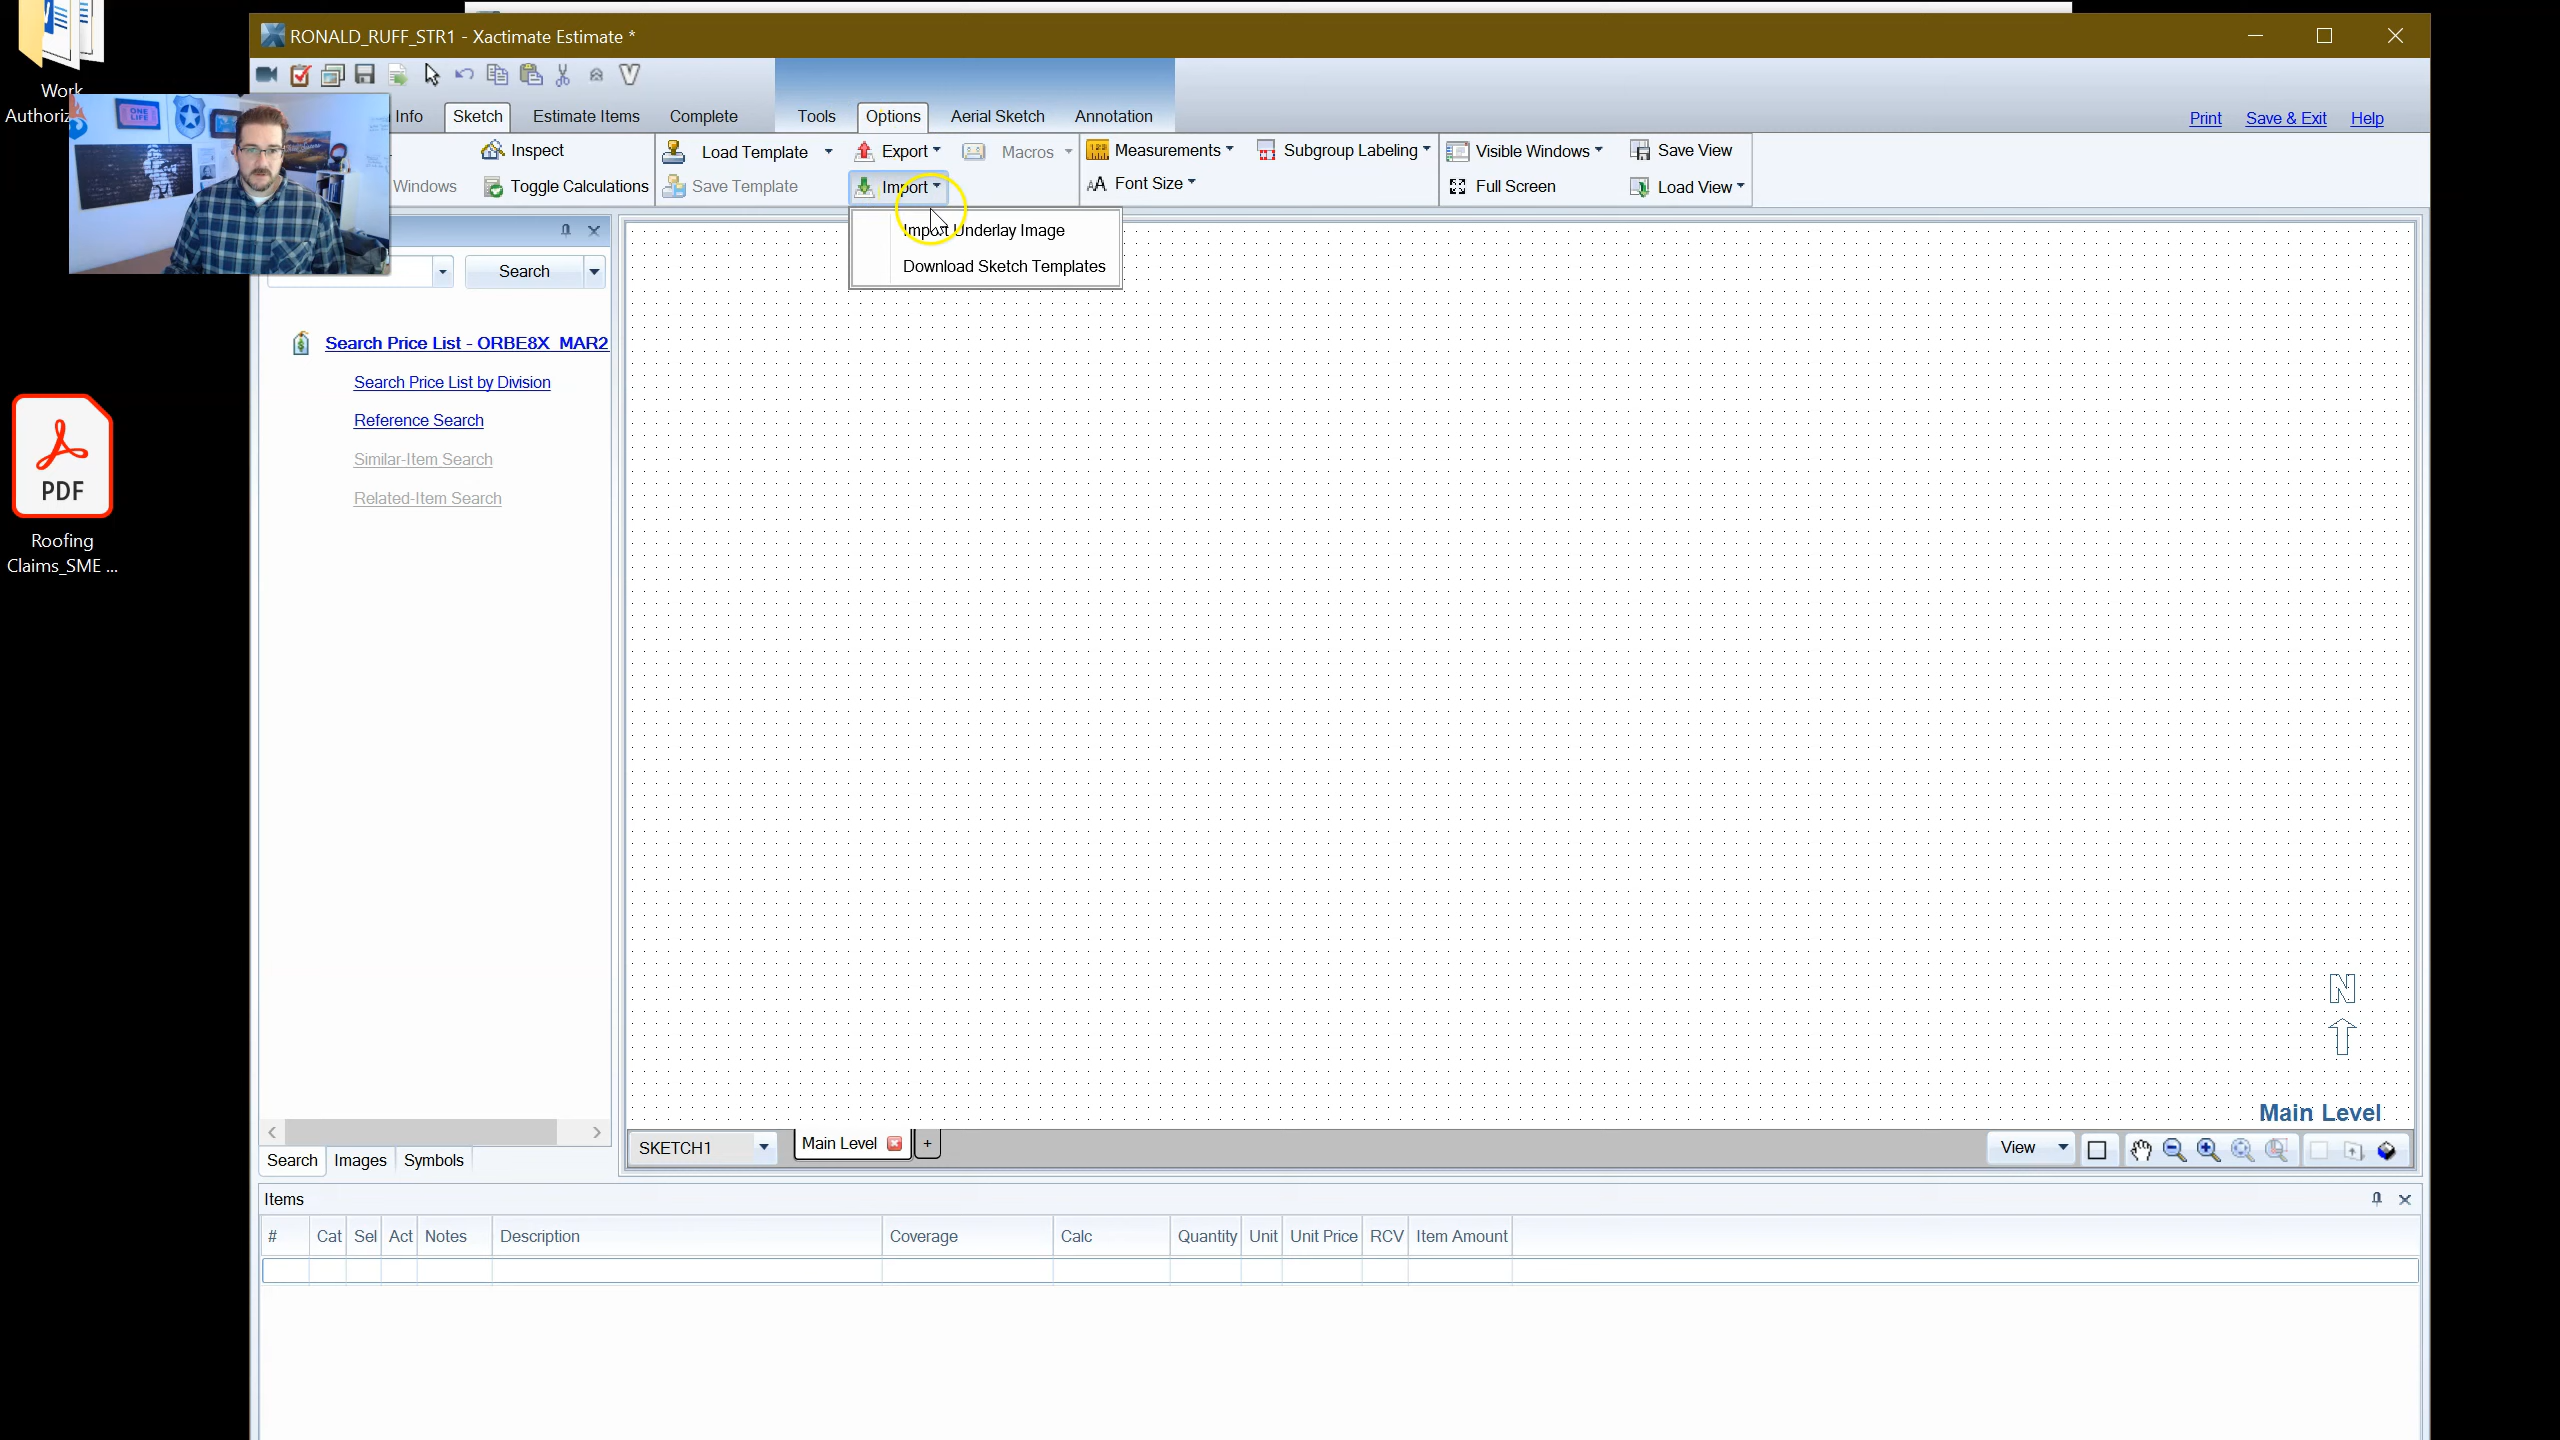 RONALD_RUFF_STR1 - Xactimate Estimate *
Work
Info
Sketch
Estimate Items
Complete
Tools
Options
Aerial Sketch
Annotation
Print
Save & Exit
Help
ONE LIFE
Windows
Inspect
Toggle Calculations
Load Template
Save Template
Export
Import
Macros
Measurements
Font Size
Subgroup Labeling
Visible Windows
Full Screen
Save View
Load View
Import Underlay Image
Download Sketch Templates
Search
Search Price List - ORBE8X_MAR2
Search Price List by Division
Reference Search
Similar-Item Search
Related-Item Search
PDF
Roofing
Claims_SME ...
N
Main Level
SKETCH1
Main Level
+
View
Search
Images
Symbols
Items
# Cat Sel Act Notes Description Coverage Calc Quantity Unit Unit Price RCV Item Amount